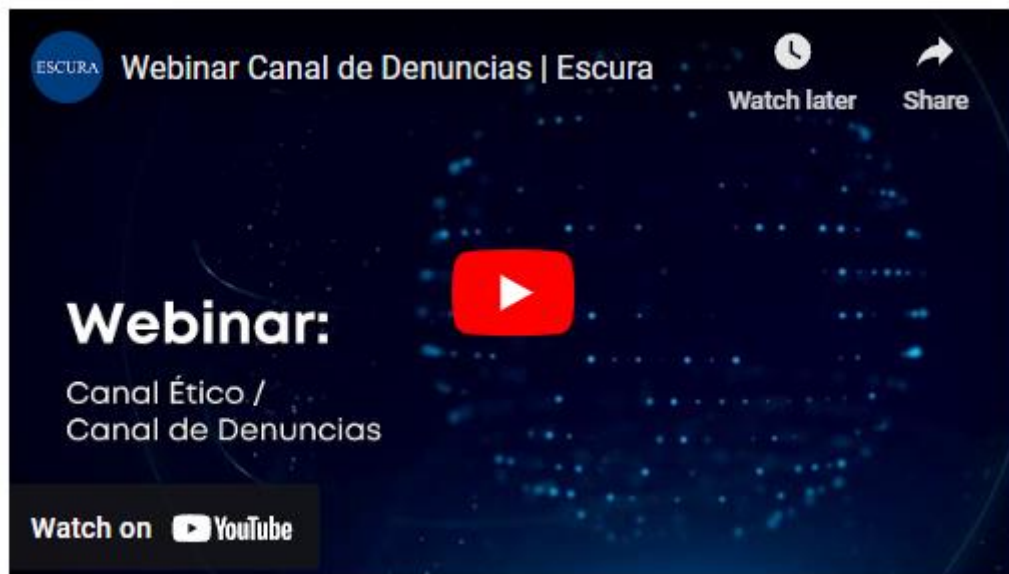 ESCURA
Webinar Canal de Denuncias | Escura
Watch later
Share
Webinar:
Canal Ético /
Canal de Denuncias
Watch on YouTube